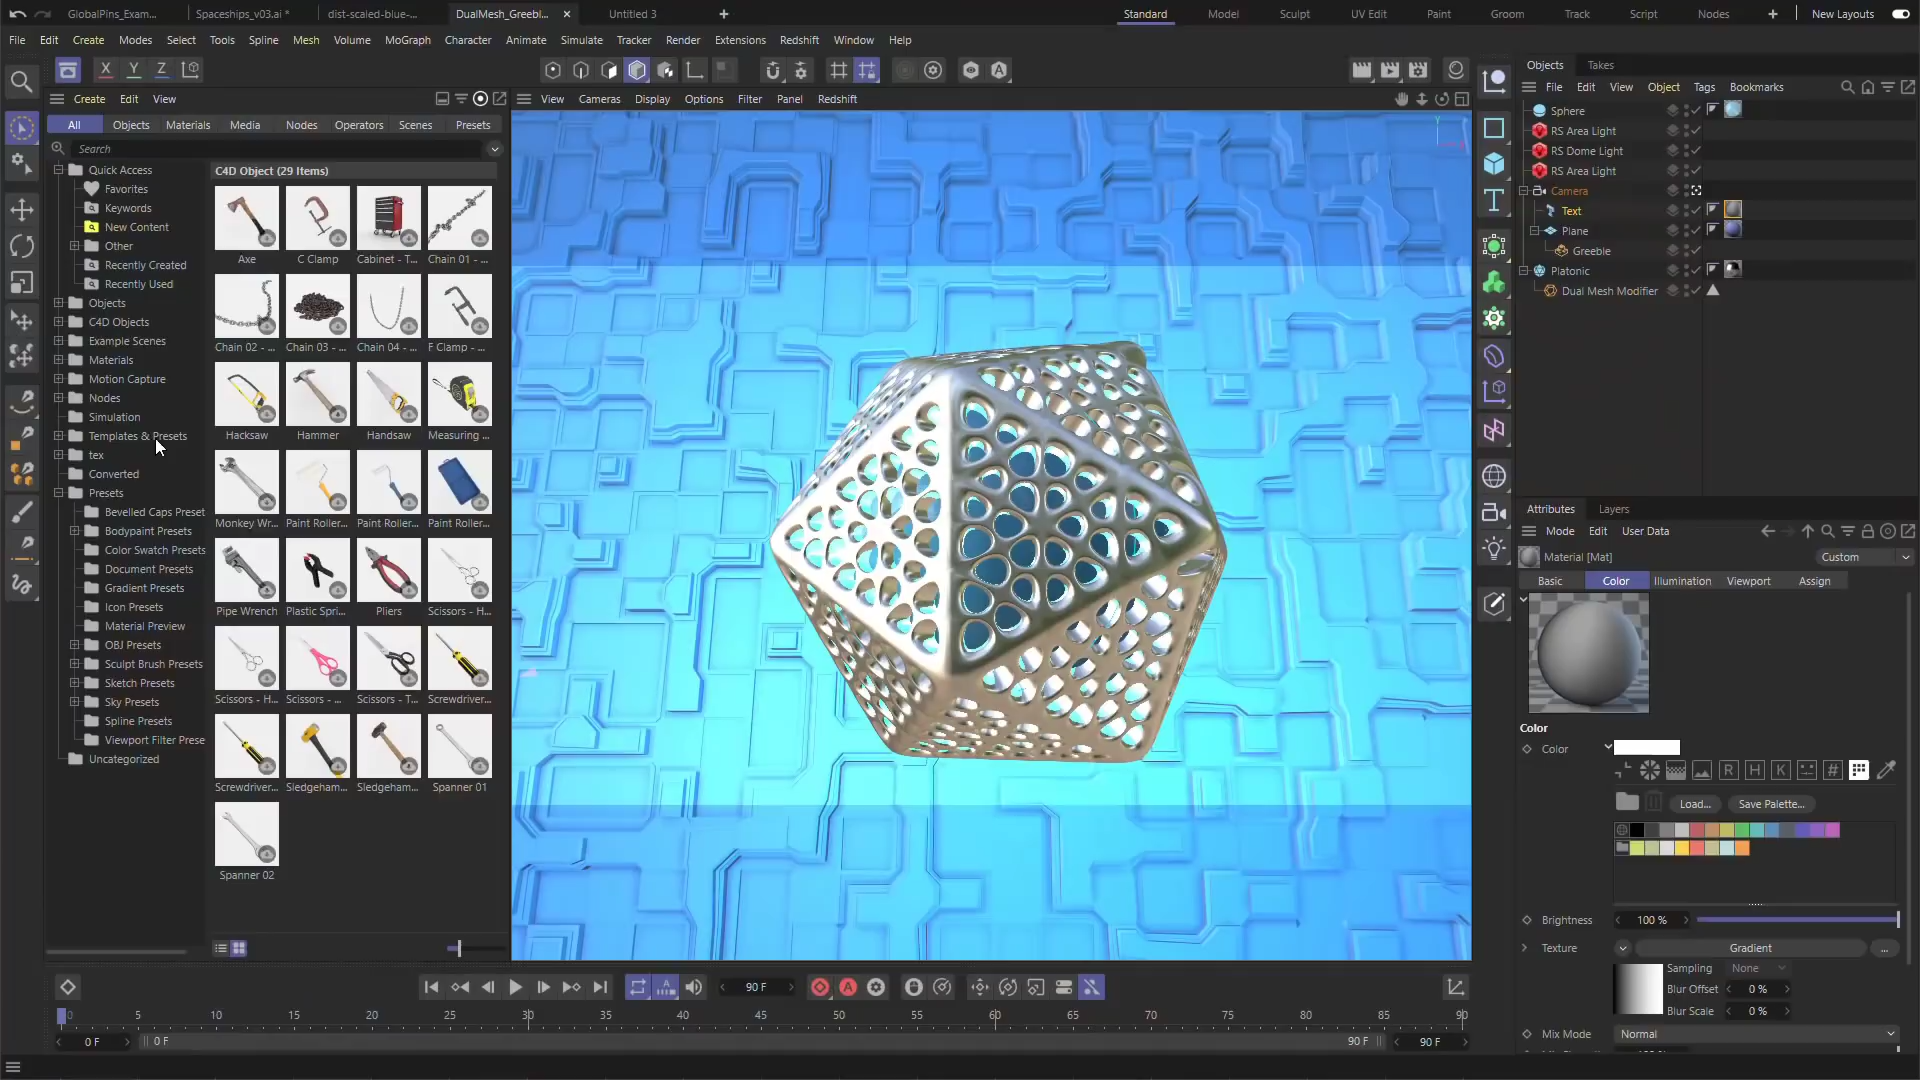 GlobalPins_Exam...
Spaceships_v03.ai *
dist-scaled-blue-...
DualMesh_Greebl...
Untitled 3
Standard
Model
Sculpt
UV Edit
Paint
Groom
Track
Script
Nodes
New Layouts
File Edit Create Modes Select Tools Spline Mesh Volume MoGraph Character Animate Simulate Tracker Render Extensions Redshift Window Help
X Y Z
Create Edit View
All Objects Materials Media Nodes Operators Scenes Presets
Search
Quick Access
Favorites
Keywords
New Content
Other
Recently Created
Recently Used
Objects
C4D Objects
Example Scenes
Materials
Motion Capture
Nodes
Simulation
Templates & Presets
tex
Converted
Presets
Bevelled Caps Preset
Bodypaint Presets
Color Swatch Presets
Document Presets
Gradient Presets
Icon Presets
Material Preview
OBJ Presets
Sculpt Brush Presets
Sketch Presets
Sky Presets
Spline Presets
Viewport Filter Prese
Uncategorized
C4D Object (29 Items)
Axe
C Clamp
Cabinet - T...
Chain 01 - ...
Chain 02 - ...
Chain 03 - ...
Chain 04 - ...
F Clamp - ...
Hacksaw
Hammer
Handsaw
Measuring ...
Monkey Wr...
Paint Roller...
Paint Roller...
Paint Roller...
Pipe Wrench
Plastic Spri...
Pliers
Scissors - H...
Scissors - H...
Scissors - ...
Scissors - T...
Screwdriver...
Screwdriver...
Sledgeham...
Sledgeham...
Spanner 01
Spanner 02
View Cameras Display Options Filter Panel Redshift
Y
Objects Takes
File Edit View Object Tags Bookmarks
Sphere
RS Area Light
RS Dome Light
RS Area Light
Camera
Text
Plane
Greeble
Platonic
Dual Mesh Modifier
Attributes Layers
Mode Edit User Data
Material [Mat]
Custom
Basic Color Illumination Viewport Assign
Color
Color
R H K #
Load... Save Palette...
Brightness 100 %
Texture Gradient ...
Sampling None
Blur Offset 0 %
Blur Scale 0 %
Mix Mode Normal
90 F
0 5 10 15 20 25 30 35 40 45 50 55 60 65 70 75 80 85 90
0 F 0 F 90 F 90 F